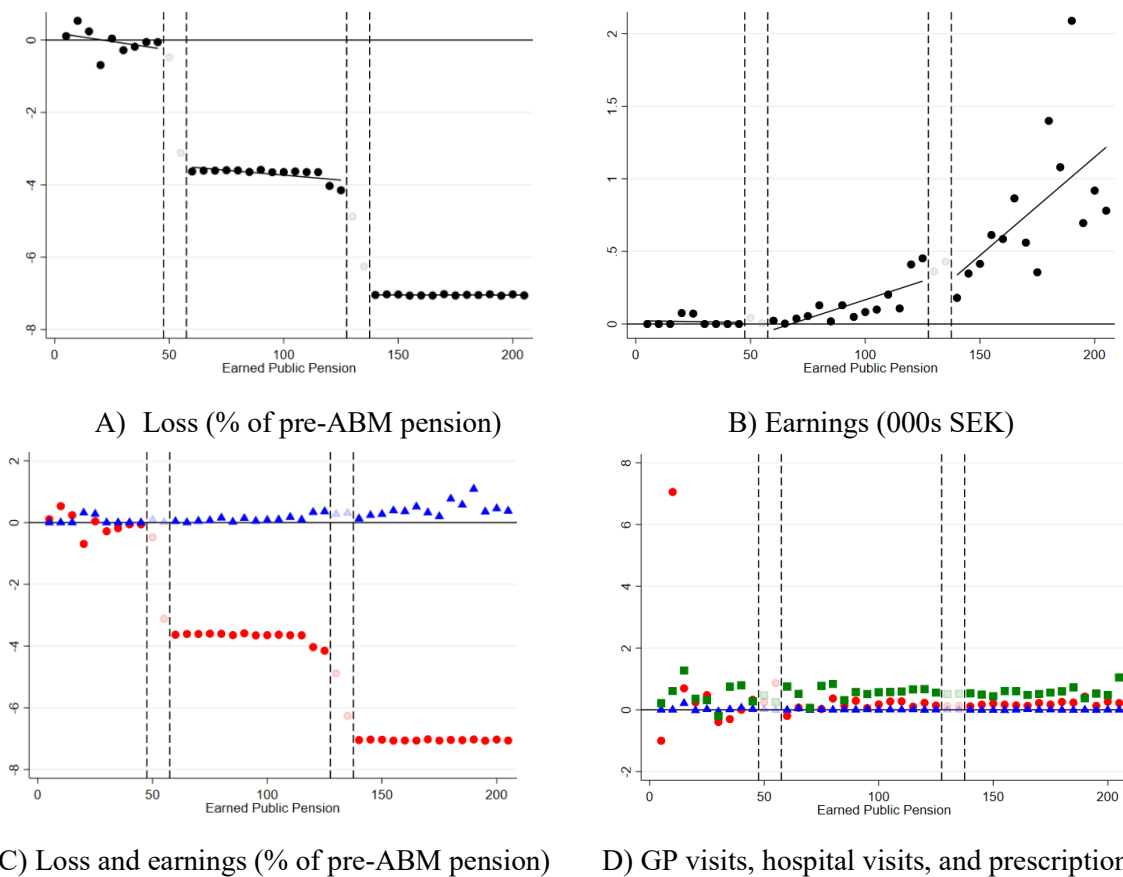 0
-2
-4
-6
-8
0 50 100 150 200
Earned Public Pension
2
1.5
1
.5
0
0 50 100 150 200
Earned Public Pension
A) Loss (% of pre-ABM pension)
B) Earnings (000s SEK)
2
0
-2
-4
-6
-8
0 50 100 150 200
Earned Public Pension
8
6
4
2
0
-2
0 50 100 150 200
Earned Public Pension
C) Loss and earnings (% of pre-ABM pension)
D) GP visits, hospital visits, and prescription